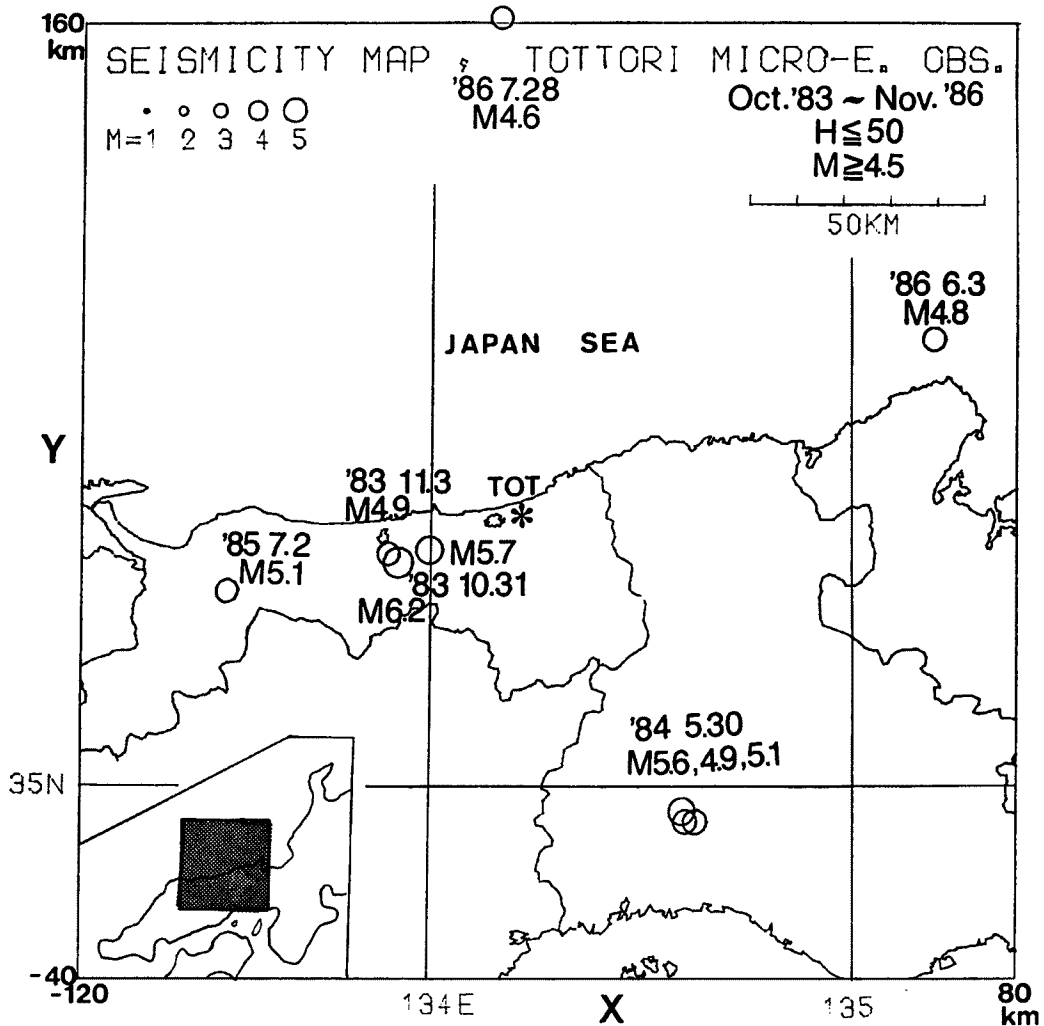 160
km
SEISMICITY MAP , TOTTORI MICRO-E. OBS.
'86 7.28
M4.6
Oct.'83 ~ Nov.'86
H≦50
M≧4.5
M=1 2 3 4 5
50KM
'86 6.3
M4.8
JAPAN SEA
Y
'83 11.3
M4.9
TOT
*
'85 7.2
M5.1
M5.7
'83 10.31
M6.2
'84 5.30
M5.6,4.9,5.1
35N
-40
-120
134E
X
135
80
km